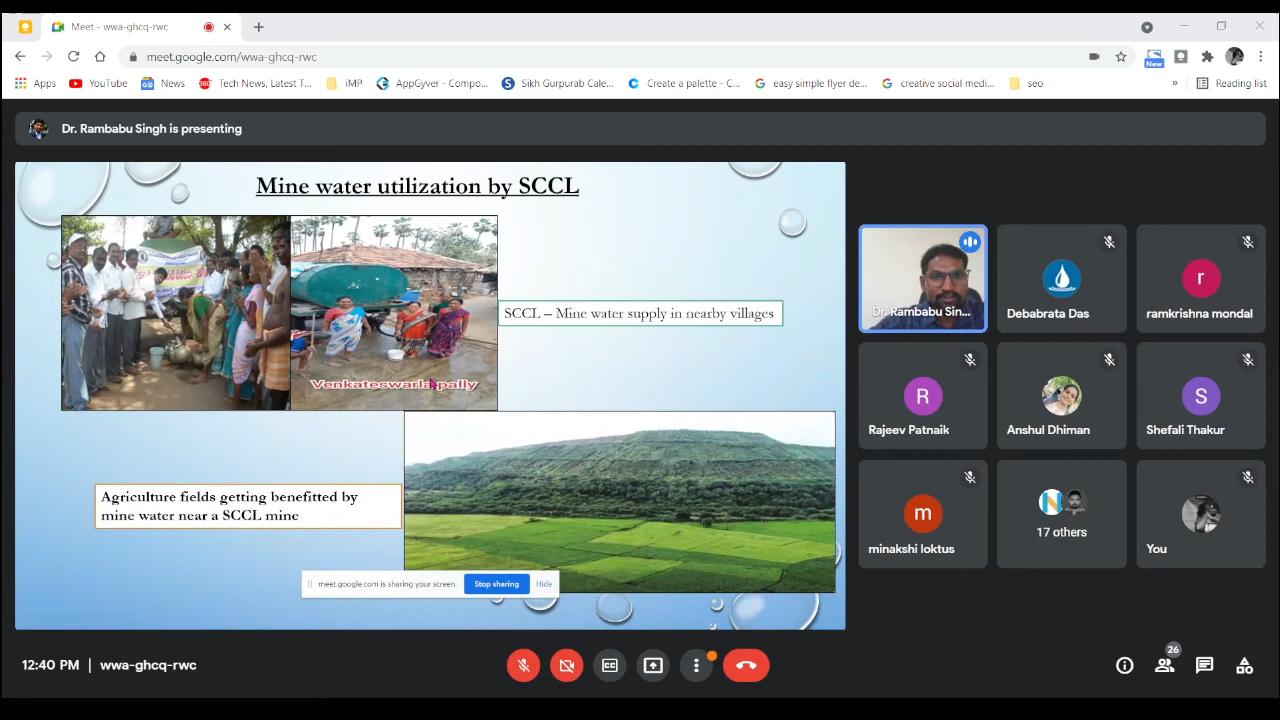 Meet - wwa-ghcq-rwc
meet.google.com/wwa-ghcq-rwc
New
Apps
YouTube
News
Tech News, Latest T...
iMP
AppGyver - Compo...
Sikh Gurpurab Cale...
Create a palette - C...
easy simple flyer de...
creative social medi...
seo
»
Reading list
Dr. Rambabu Singh is presenting
Mine water utilization by SCCL
SCCL – Mine water supply in nearby villages
Venkateswarlapally
Agriculture fields getting benefitted by
mine water near a SCCL mine
meet.google.com is sharing your screen.
Stop sharing
Hide
Dr. Rambabu Sin...
Debabrata Das
r
ramkrishna mondal
R
Rajeev Patnaik
Anshul Dhiman
S
Shefali Thakur
m
minakshi loktus
N
17 others
You
12:40 PM | wwa-ghcq-rwc
26